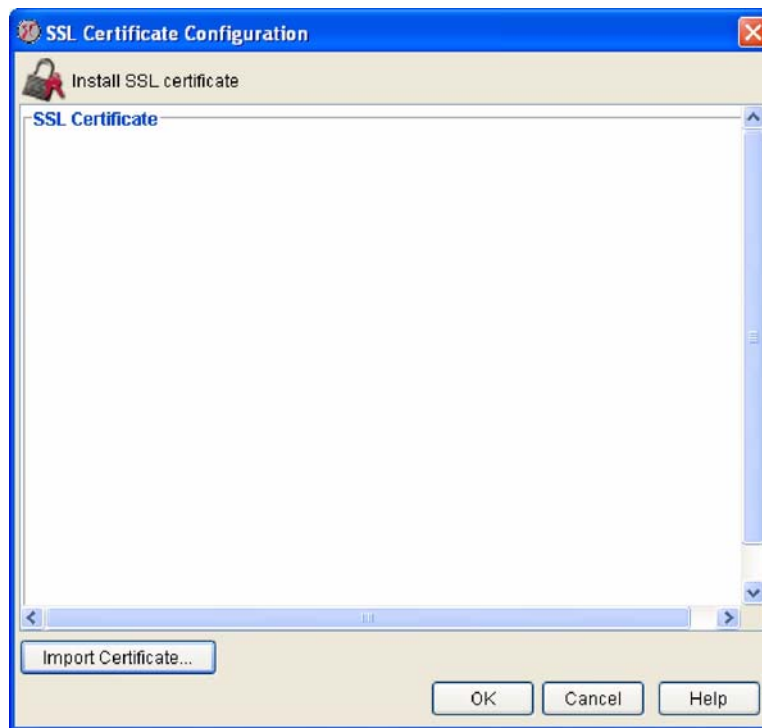 SSL Certificate Configuration
Install SSL certificate
SSL Certificate
Import Certificate...
OK Cancel Help